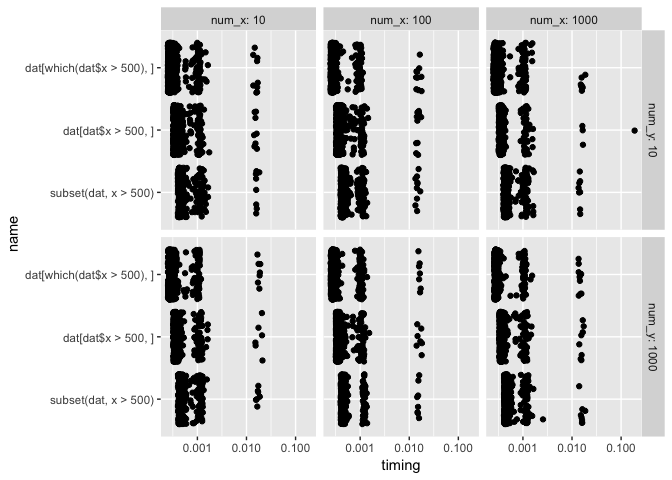 num_x: 10
num_x: 100
num_x: 1000
dat[which(dat$x > 500), ]
dat[dat$x > 500, ]
subset(dat, x > 500)
num_y: 10
name
dat[which(dat$x > 500), ]
dat[dat$x > 500, ]
subset(dat, x > 500)
num_y: 1000
0.001 0.010 0.100 0.001 0.010 0.100 0.001 0.010 0.100
timing